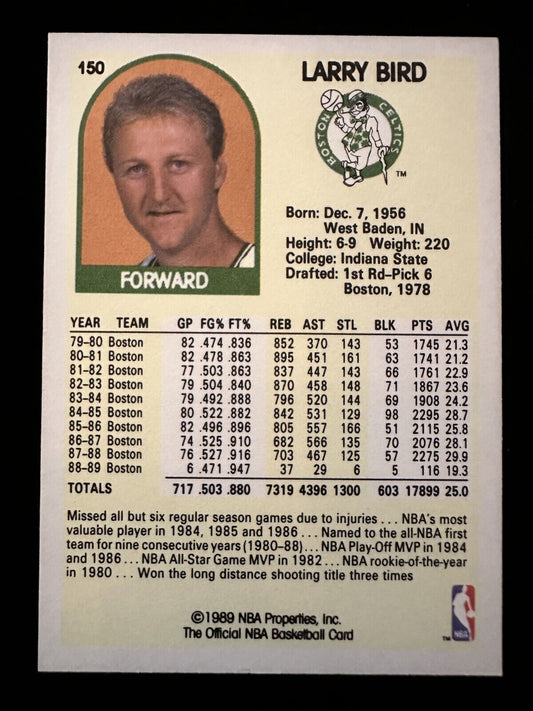 150
LARRY BIRD
BOSTON CELTICS
TM
FORWARD
Born: Dec. 7, 1956
West Baden, IN
Height: 6-9 Weight: 220
College: Indiana State
Drafted: 1st Rd-Pick 6
Boston, 1978
YEAR TEAM GP FG% FT% REB AST STL BLK PTS AVG
79-80 Boston 82 .474 .836 852 370 143 53 1745 21.3
80-81 Boston 82 .478 .863 895 451 161 63 1741 21.2
81-82 Boston 77 .503 .863 837 447 143 66 1761 22.9
82-83 Boston 79 .504 .840 870 458 148 71 1867 23.6
83-84 Boston 79 .492 .888 796 520 144 69 1908 24.2
84-85 Boston 80 .522 .882 842 531 129 98 2295 28.7
85-86 Boston 82 .496 .896 805 557 166 51 2115 25.8
86-87 Boston 74 .525 .910 682 566 135 70 2076 28.1
87-88 Boston 76 .527 .916 703 467 125 57 2275 29.9
88-89 Boston 6 .471 .947 37 29 6 5 116 19.3
TOTALS 717 .503 .880 7319 4396 1300 603 17899 25.0
Missed all but six regular season games due to injuries . . . NBA's most
valuable player in 1984, 1985 and 1986 . . . Named to the all-NBA first
team for nine consecutive years (1980–88) . . . NBA Play-Off MVP in 1984
and 1986 . . . NBA All-Star Game MVP in 1982 . . . NBA rookie-of-the-year
in 1980 . . . Won the long distance shooting title three times
©1989 NBA Properties, Inc.
The Official NBA Basketball Card
TM NBA